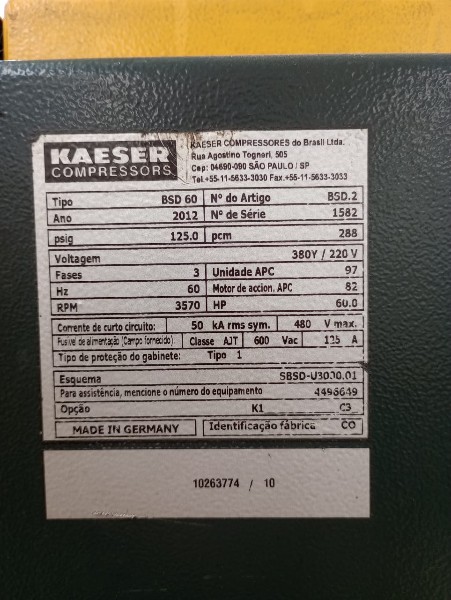 KAESER
COMPRESSORS
KAESER COMPRESSORES do Brasil Ltda.
Rua Agostino Togneri, 505
Cep: 04690-090 SÃO PAULO / SP
Tel.+55-11-5633-3030 Fax.+55-11-5633-3033
Tipo BSD 60 Nº do Artigo BSD.2
Ano 2012 Nº de Série 1582
psig 125.0 pcm 288
Voltagem 380Y / 220 V
Fases 3 Unidade APC 97
Hz 60 Motor de accion. APC 82
RPM 3570 HP 60.0
Corrente de curto circuito: 50 kA rms sym. 480 V max.
Fusível de alimentação (Campo fornecido) Classe AJT 600 Vac A
Tipo de proteção do gabinete: Tipo 1
Esquema SBSD-U3000.01
Para assistência, mencione o número do equipamento
Opção K1 C3
MADE IN GERMANY Identificação fábrica CO
10263774 / 10